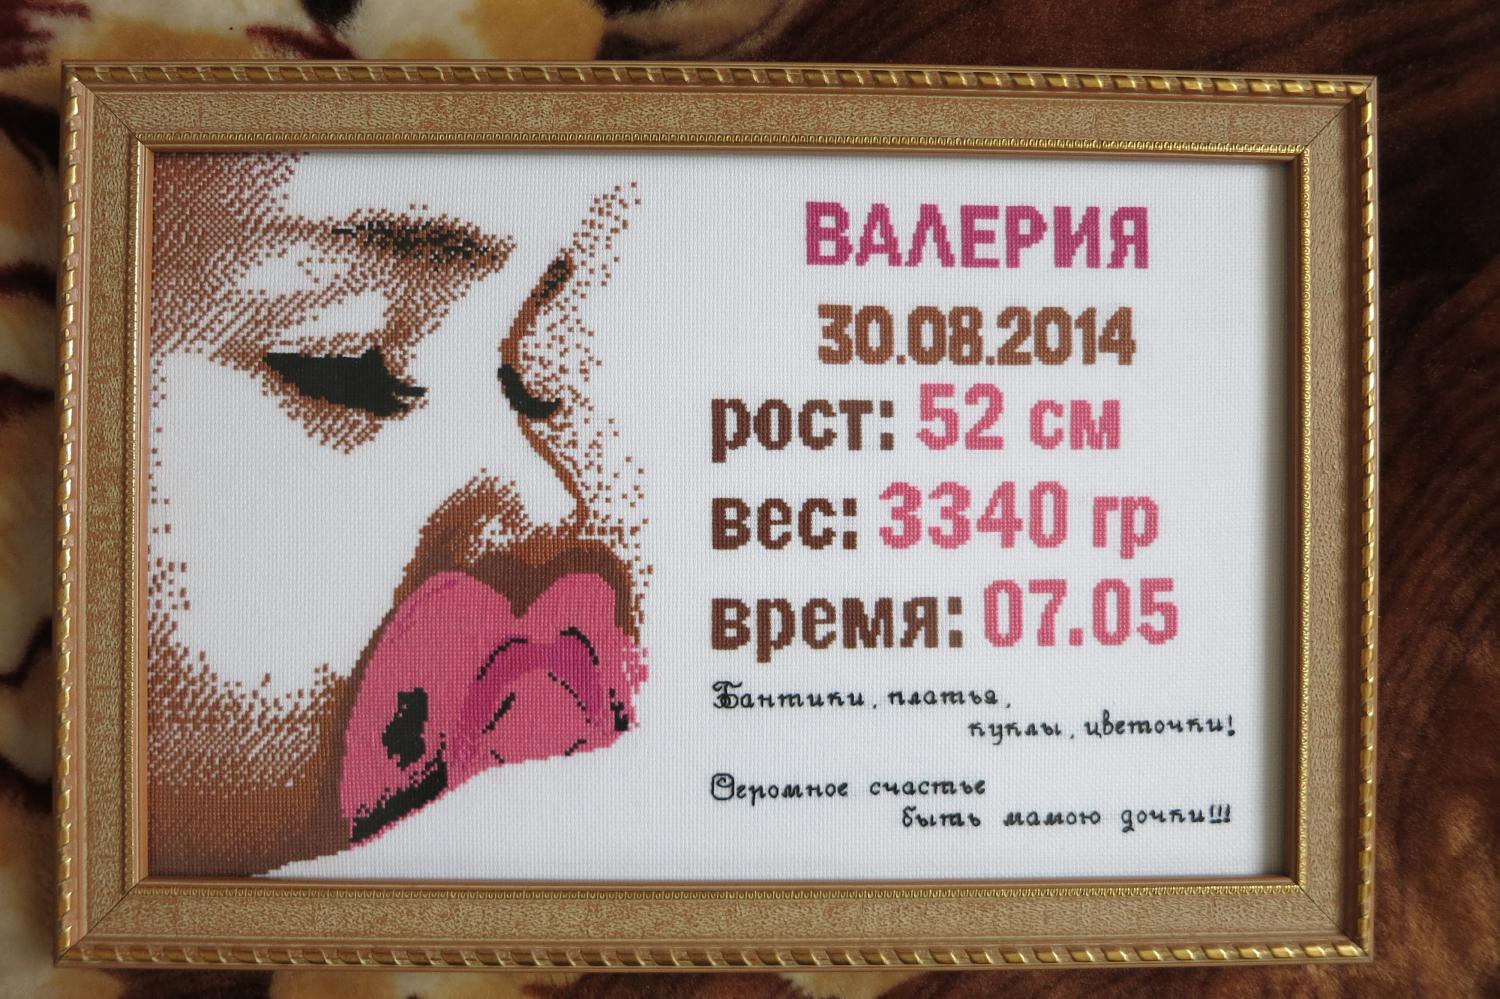 ВАЛЕРИЯ
30.08.2014
рост: 52 см
вес: 3340 гр
время: 07.05
Бантики, платья,
куклы, цветочки!
Огромное счастье
быть мамою дочки!!!